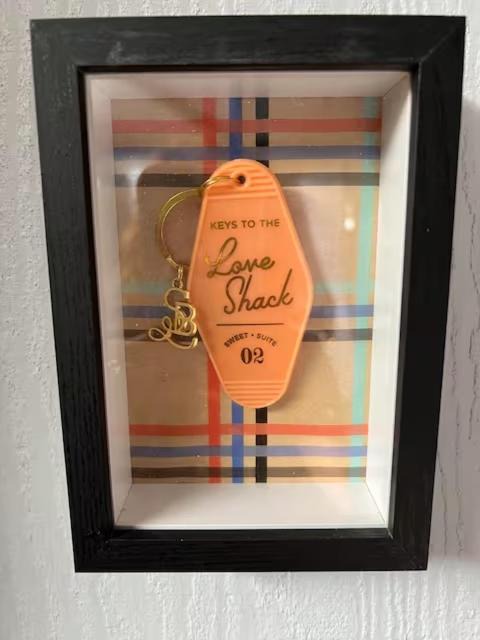 KEYS TO THE
Love
Shack
SWEET • SUITE
02